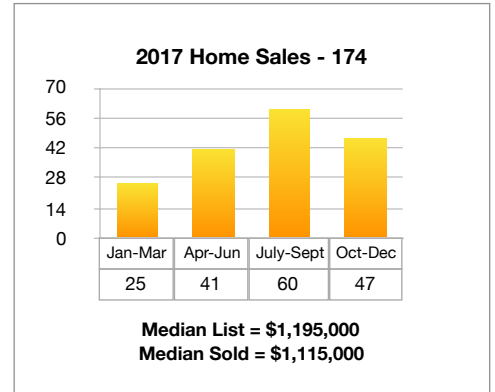 2017 Home Sales - 174
70
56
42
28
14
0
Jan-Mar Apr-Jun July-Sept Oct-Dec
25 41 60 47
Median List = $1,195,000
Median Sold = $1,115,000